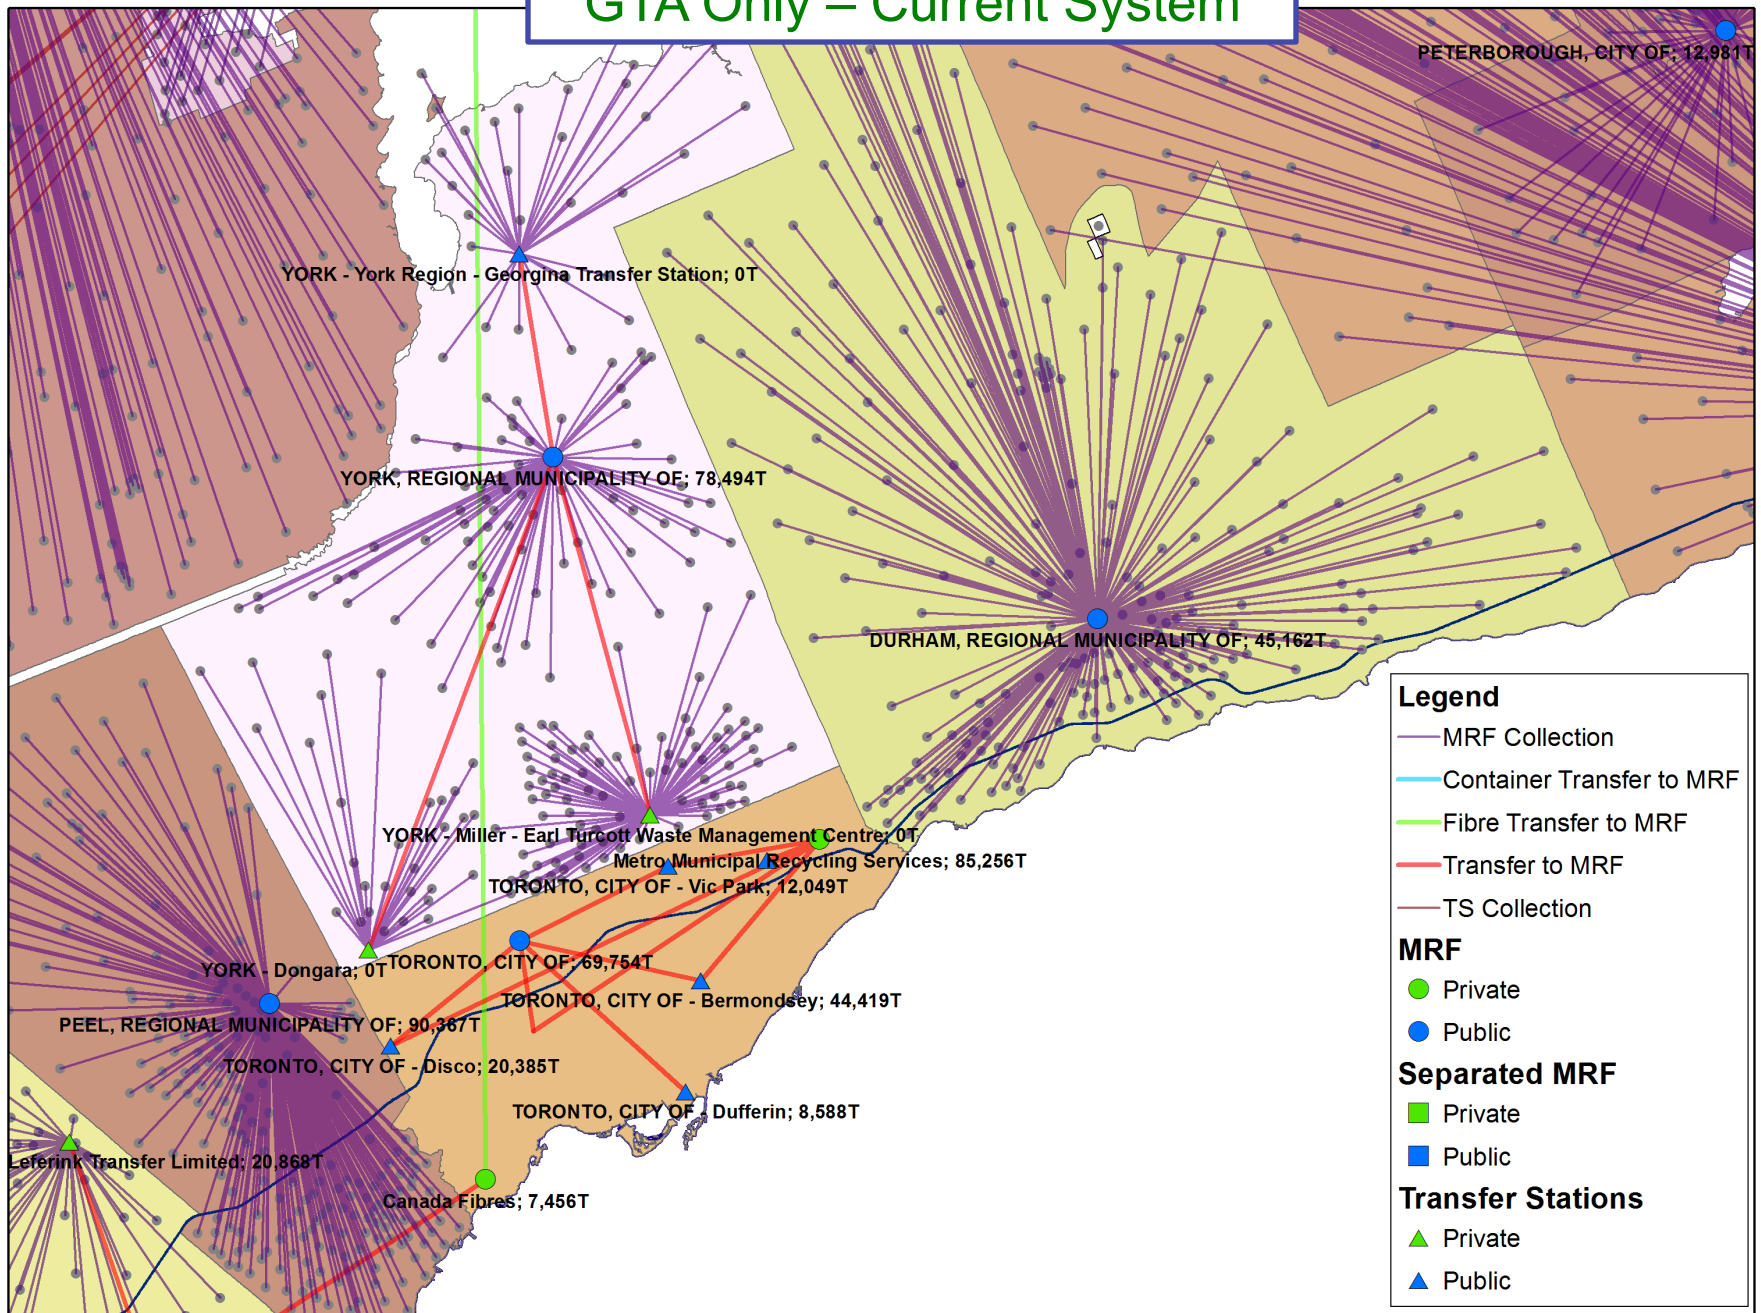 GTA Only – Current System
PETERBOROUGH, CITY OF; 12,981T
YORK - York Region - Georgina Transfer Station; 0T
YORK, REGIONAL MUNICIPALITY OF; 78,494T
DURHAM, REGIONAL MUNICIPALITY OF; 45,162T
YORK - Miller - Earl Turcott Waste Management Centre; 0T
Metro Municipal Recycling Services; 85,256T
TORONTO, CITY OF - Vic Park; 12,049T
TORONTO, CITY OF; 69,754T
YORK - Dongara; 0T
TORONTO, CITY OF - Bermondsey; 44,419T
PEEL, REGIONAL MUNICIPALITY OF; 90,367T
TORONTO, CITY OF - Disco; 20,385T
TORONTO, CITY OF - Dufferin; 8,588T
Leferink Transfer Limited; 20,868T
Canada Fibres; 7,456T
Legend
MRF Collection
Container Transfer to MRF
Fibre Transfer to MRF
Transfer to MRF
TS Collection
MRF
Private
Public
Separated MRF
Private
Public
Transfer Stations
Private
Public